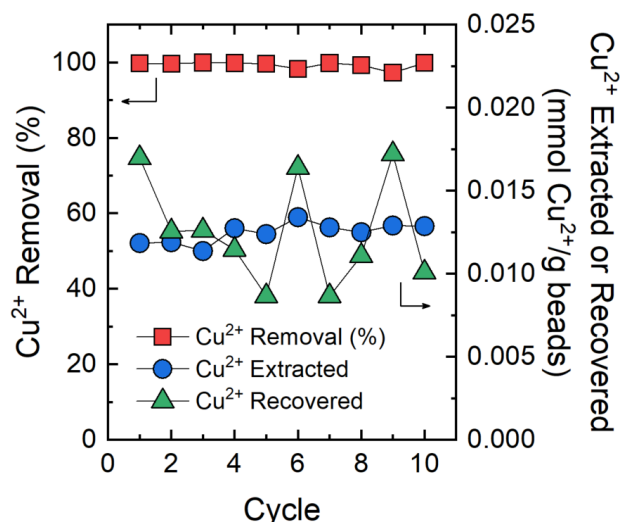 Cu²⁺ Removal (%)
100
80
60
40
20
0
Cu²⁺ Removal (%)
Cu²⁺ Extracted
Cu²⁺ Recovered
0 2 4 6 8 10
Cycle
0.025
0.020
0.015
0.010
0.005
0.000
Cu²⁺ Extracted or Recovered
(mmol Cu²⁺/g beads)